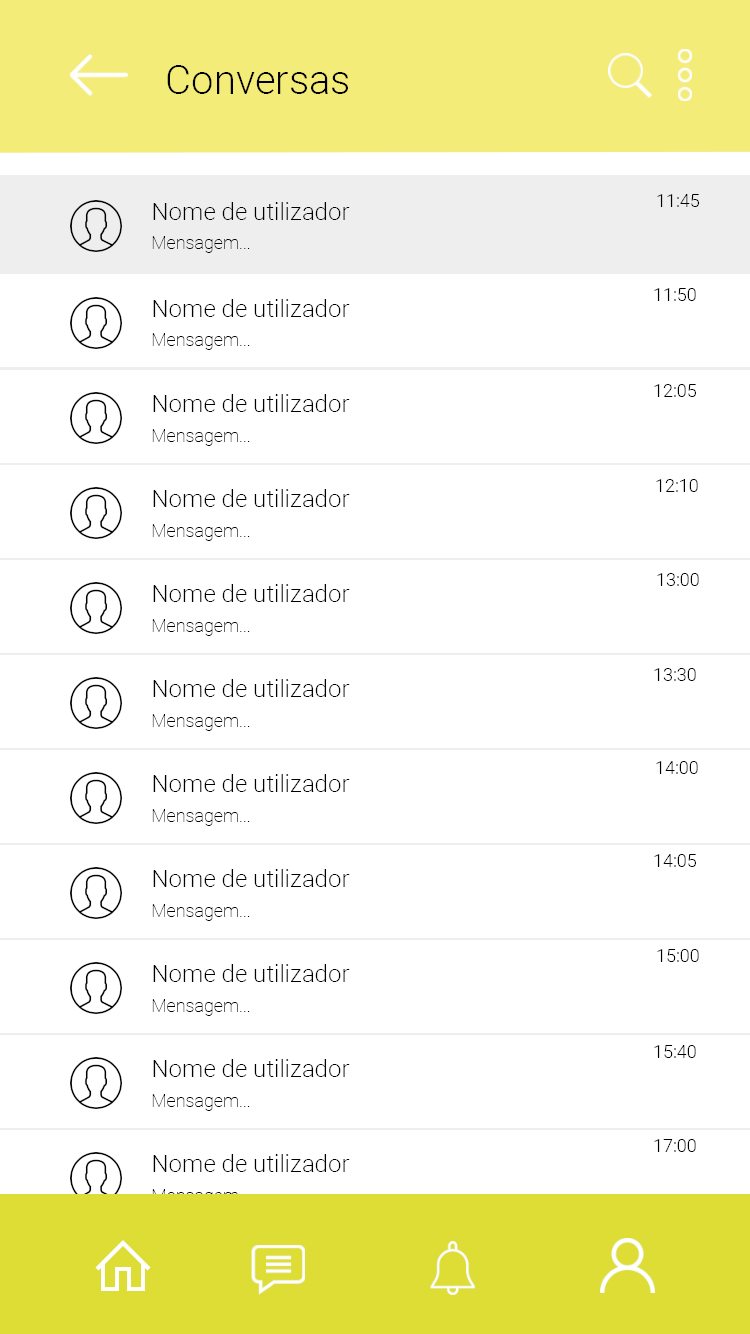 Conversas
Nome de utilizador
11:45
Mensagem...
Nome de utilizador
11:50
Mensagem...
Nome de utilizador
12:05
Mensagem...
Nome de utilizador
12:10
Mensagem...
Nome de utilizador
13:00
Mensagem...
Nome de utilizador
13:30
Mensagem...
Nome de utilizador
14:00
Mensagem...
Nome de utilizador
14:05
Mensagem...
Nome de utilizador
15:00
Mensagem...
Nome de utilizador
15:40
Mensagem...
Nome de utilizador
17:00
Mensagem...